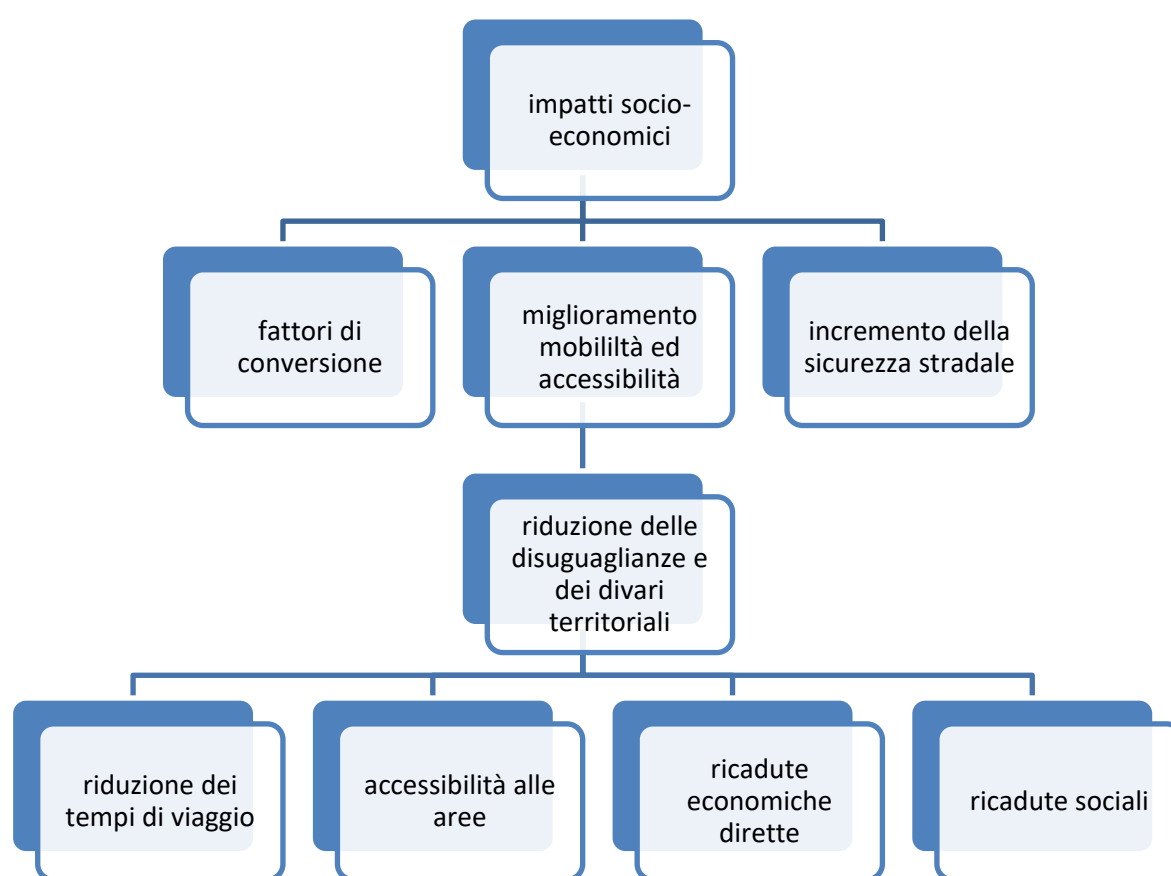 impatti socio-
economici
fattori di
conversione
miglioramento
mobililtà ed
accessibilità
incremento della
sicurezza stradale
riduzione delle
disuguaglianze e
dei divari
territoriali
riduzione dei
tempi di viaggio
accessibilità alle
aree
ricadute
economiche
dirette
ricadute sociali